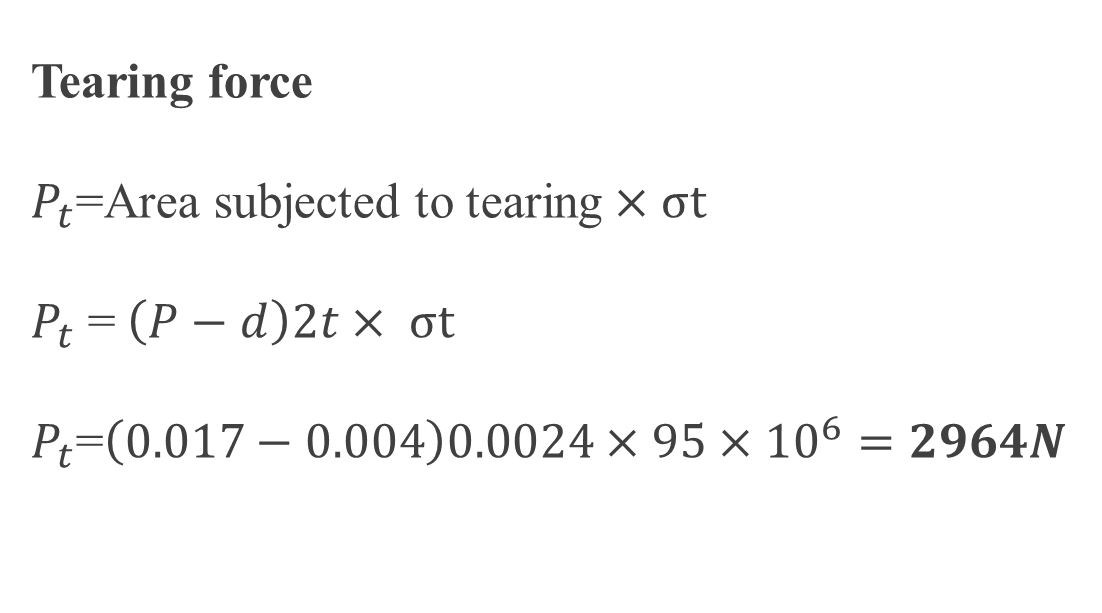 Tearing force
𝑃ₜ=Area subjected to tearing × σt
𝑃ₜ = (𝑃 − 𝑑)2𝑡 × σt
𝑃ₜ=(0.017 − 0.004)0.0024 × 95 × 10⁶ = 2964𝑁